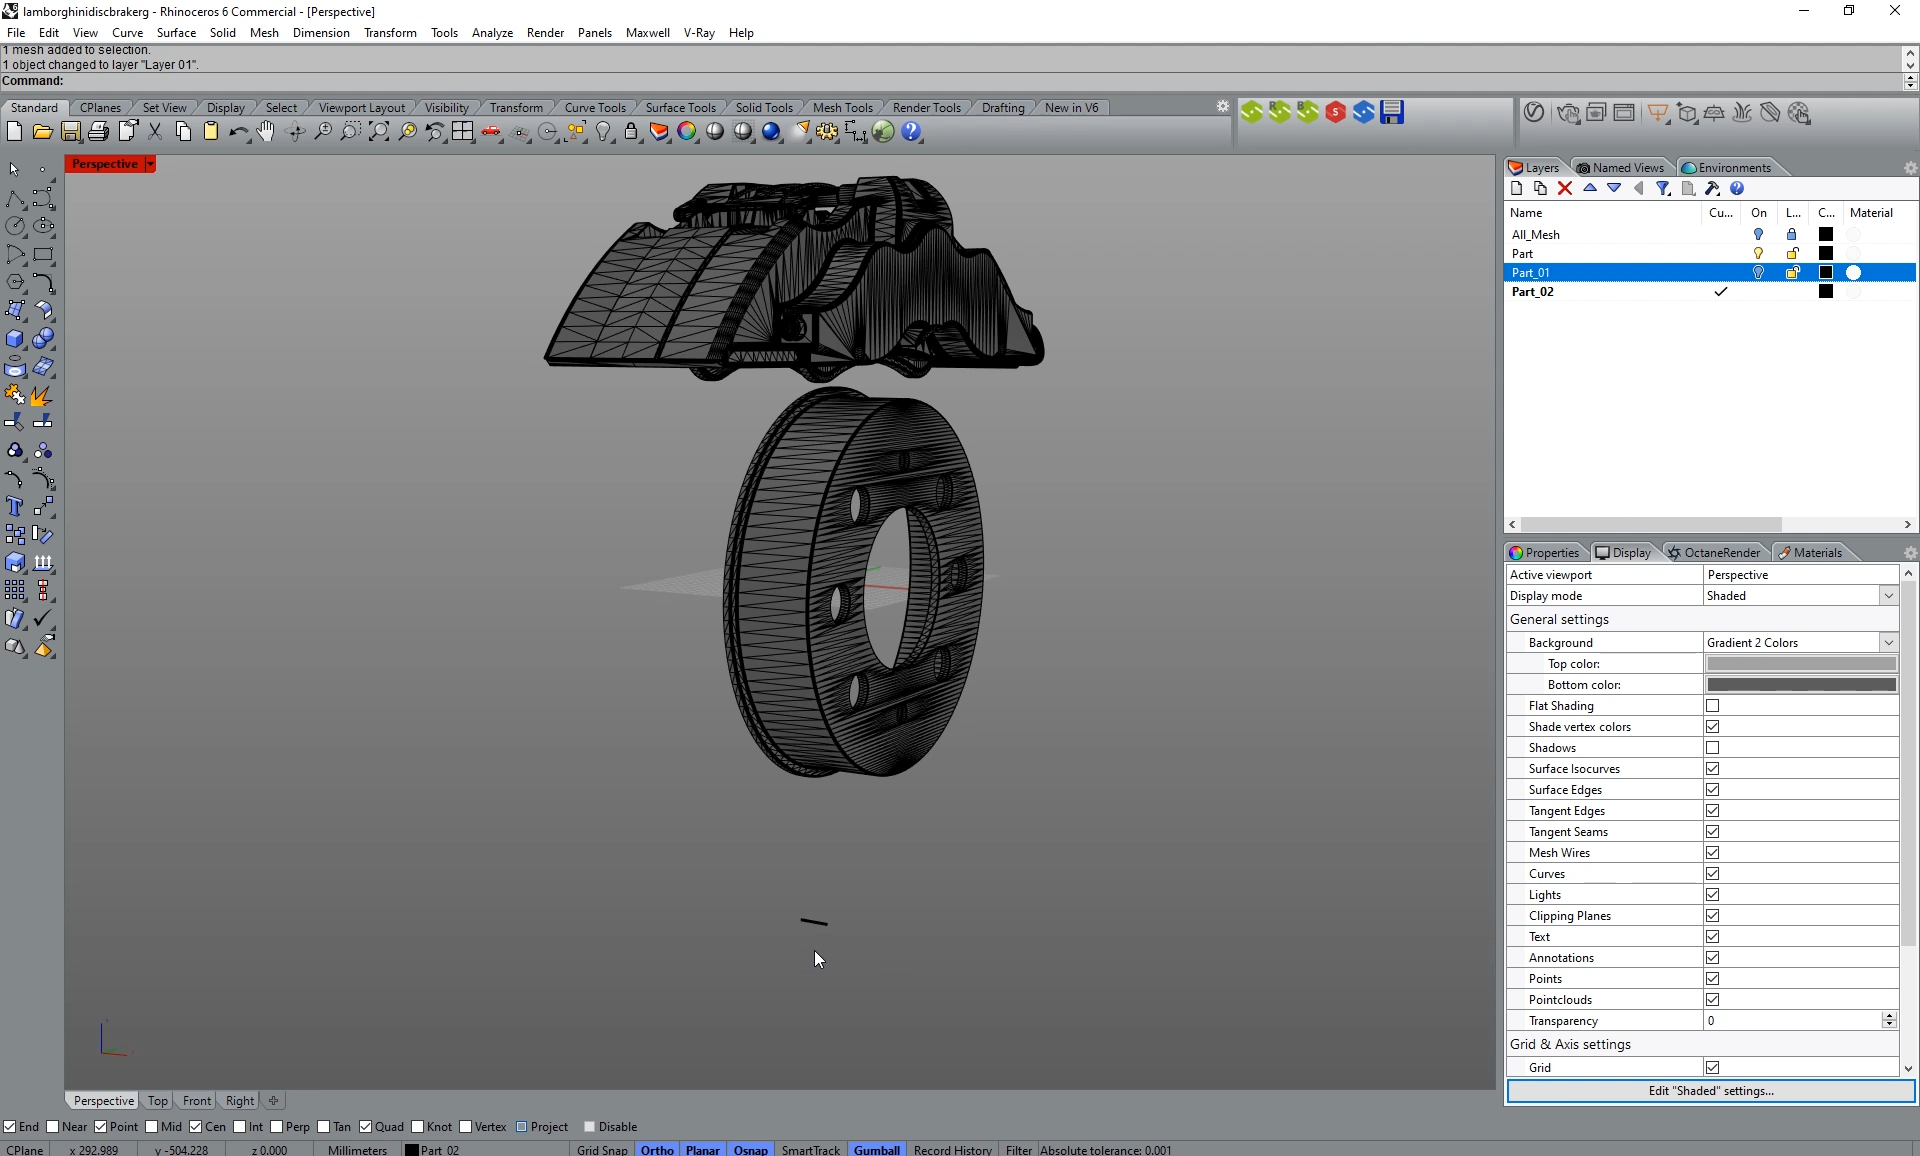 lamborghinidiscbrakerg - Rhinoceros 6 Commercial - [Perspective]
File Edit View Curve Surface Solid Mesh Dimension Transform Tools Analyze Render Panels Maxwell V-Ray Help
1 mesh added to selection.
1 object changed to layer "Layer 01".
Command:
Standard CPlanes Set View Display Select Viewport Layout Visibility Transform Curve Tools Surface Tools Solid Tools Mesh Tools Render Tools Drafting New in V6
Perspective
Layers Named Views Environments
Name Cu... On L... C... Material
All_Mesh
Part
Part_01
Part_02
Properties Display OctaneRender Materials
Active viewport Perspective
Display mode Shaded
General settings
Background Gradient 2 Colors
Top color:
Bottom color:
Flat Shading
Shade vertex colors
Shadows
Surface Isocurves
Surface Edges
Tangent Edges
Tangent Seams
Mesh Wires
Curves
Lights
Clipping Planes
Text
Annotations
Points
Pointclouds
Transparency 0
Grid & Axis settings
Grid
Edit "Shaded" settings...
Perspective Top Front Right
End Near Point Mid Cen Int Perp Tan Quad Knot Vertex Project Disable
CPlane x 292.989 y -504.228 z 0.000 Millimeters Part_02 Grid Snap Ortho Planar Osnap SmartTrack Gumball Record History Filter Absolute tolerance: 0.001